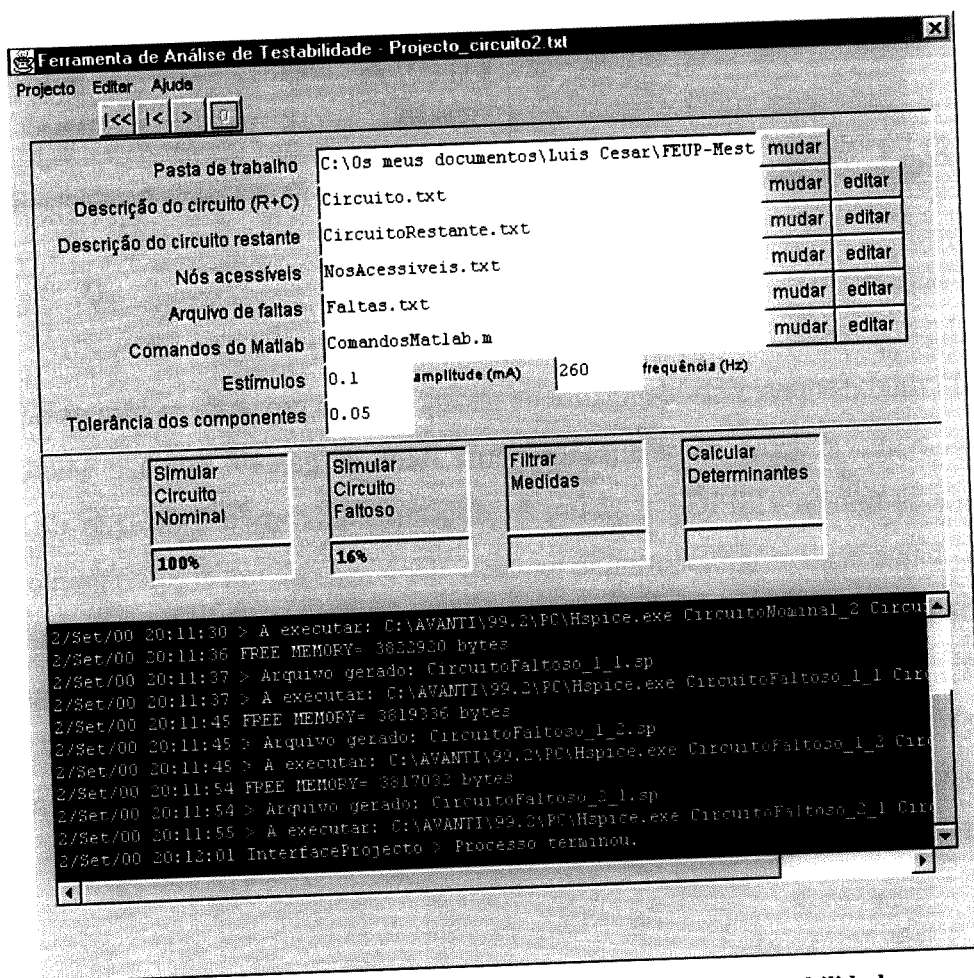 Ferramenta de Análise de Testabilidade - Projecto_circuito2.txt
Projecto Editar Ajuda
|<< |< >
Pasta de trabalho C:\Os meus documentos\Luis Cesar\FEUP-Mest mudar
Descrição do circuito (R+C) Circuito.txt mudar editar
Descrição do circuito restante CircuitoRestante.txt mudar editar
Nós acessíveis NosAcessiveis.txt mudar editar
Arquivo de faltas Faltas.txt mudar editar
Comandos do Matlab ComandosMatlab.m mudar editar
Estímulos 0.1 amplitude (mA) 260 frequência (Hz)
Tolerância dos componentes 0.05
Simular Circuito Nominal
100%
Simular Circuito Faltoso
16%
Filtrar Medidas
Calcular Determinantes
2/Set/00 20:11:30 > A executar: C:\AVANTI\99.2\PC\Hspice.exe CircuitoNominal_2 Circu
2/Set/00 20:11:36 FREE MEMORY= 3822920 bytes
2/Set/00 20:11:37 > Arquivo gerado: CircuitoFaltoso_1_1.sp
2/Set/00 20:11:37 > A executar: C:\AVANTI\99.2\PC\Hspice.exe CircuitoFaltoso_1_1 Circ
2/Set/00 20:11:45 FREE MEMORY= 3819336 bytes
2/Set/00 20:11:45 > Arquivo gerado: CircuitoFaltoso_1_2.sp
2/Set/00 20:11:45 > A executar: C:\AVANTI\99.2\PC\Hspice.exe CircuitoFaltoso_1_2 Circ
2/Set/00 20:11:54 FREE MEMORY= 3817032 bytes
2/Set/00 20:11:54 > Arquivo gerado: CircuitoFaltoso_2_1.sp
2/Set/00 20:11:55 > A executar: C:\AVANTI\99.2\PC\Hspice.exe CircuitoFaltoso_2_1 Circ
2/Set/00 20:12:01 InterfaceProjecto > Processo terminou.